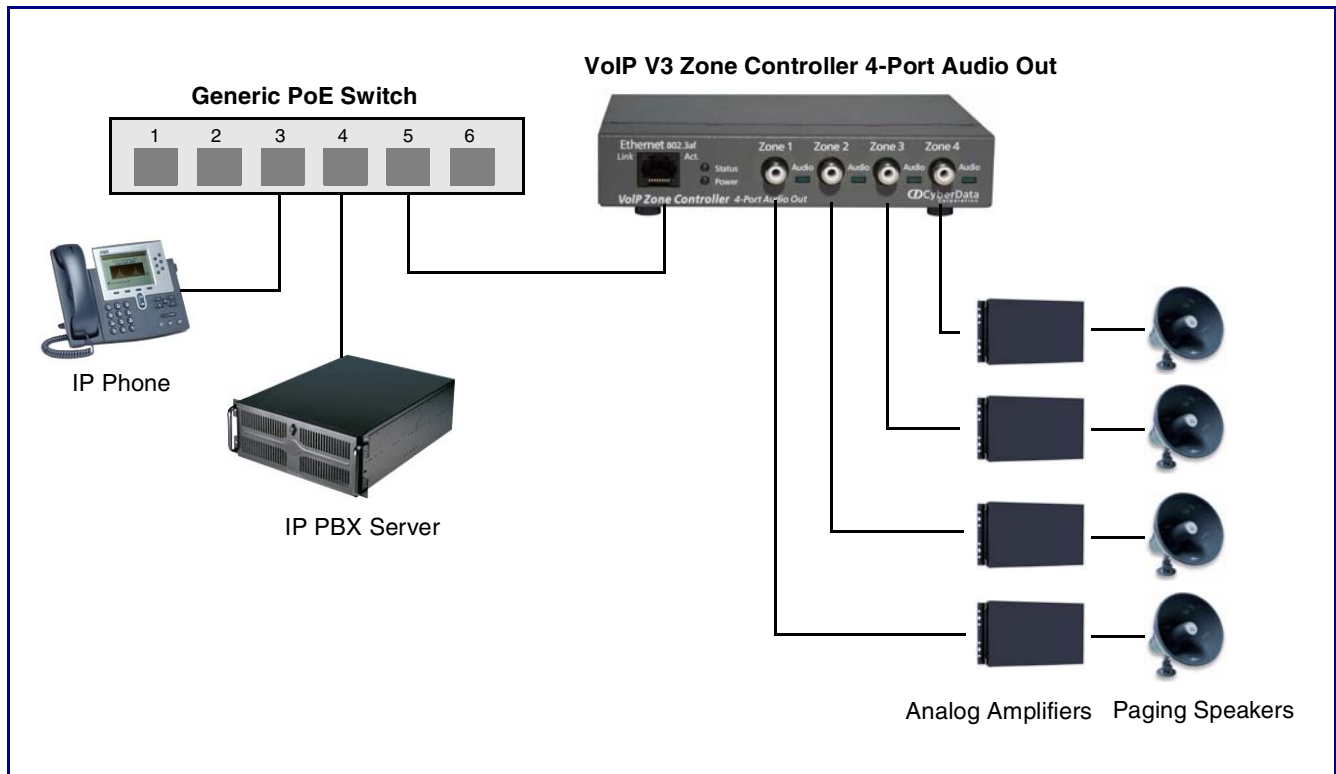 VoIP V3 Zone Controller 4-Port Audio Out
Generic PoE Switch
1 2 3 4 5 6
Ethernet 802.3af
Link Act.
Status
Power
Zone 1 Zone 2 Zone 3 Zone 4
Audio Audio Audio Audio
VoIP Zone Controller 4-Port Audio Out
CyberData
Corporation
IP Phone
IP PBX Server
Analog Amplifiers Paging Speakers